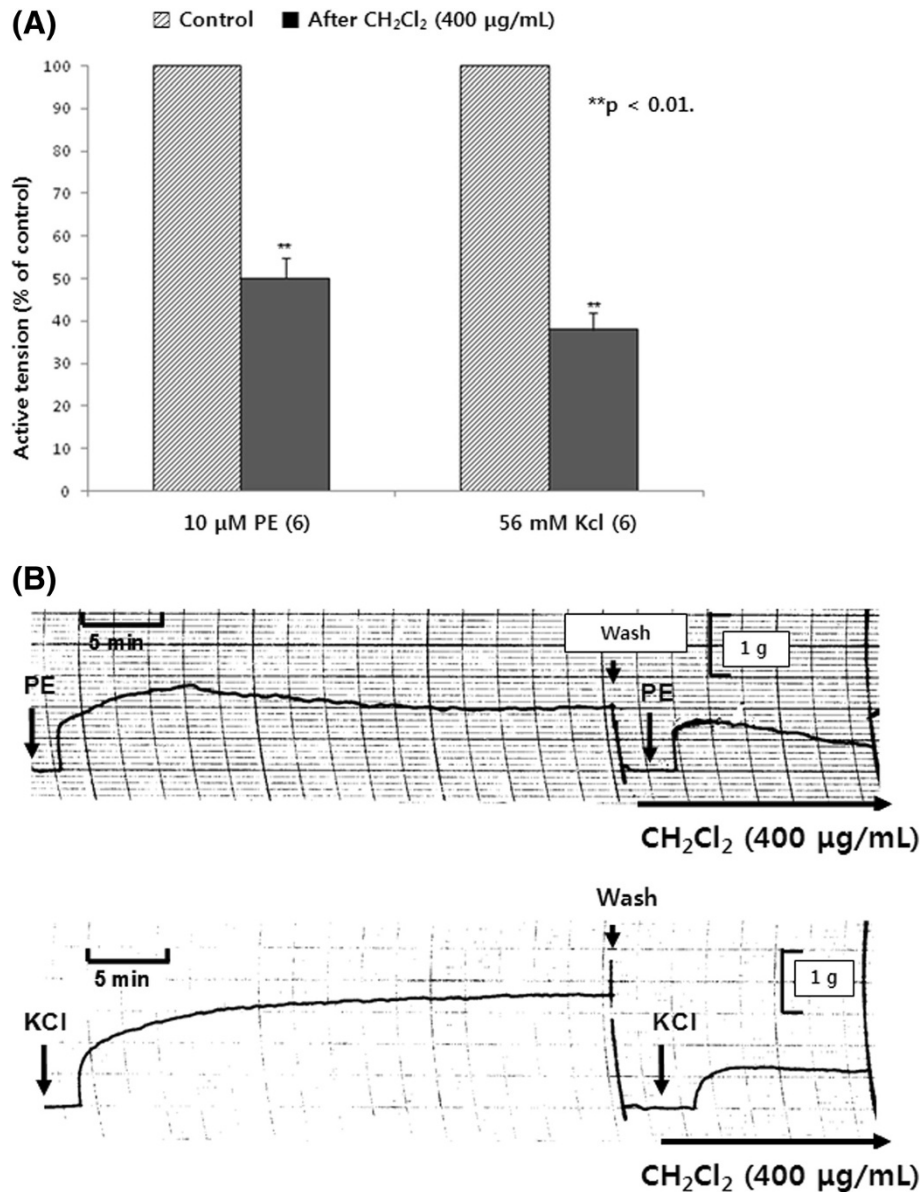 (A)
Control After CH₂Cl₂ (400 µg/mL)
100
90
80
70
60
50
40
30
20
10
0
Active tension (% of control)
**p < 0.01.
**
**
10 µM PE (6) 56 mM Kcl (6)
(B)
5 min
Wash
1 g
PE
PE
CH₂Cl₂ (400 µg/mL)
Wash
5 min
1 g
KCl
KCl
CH₂Cl₂ (400 µg/mL)